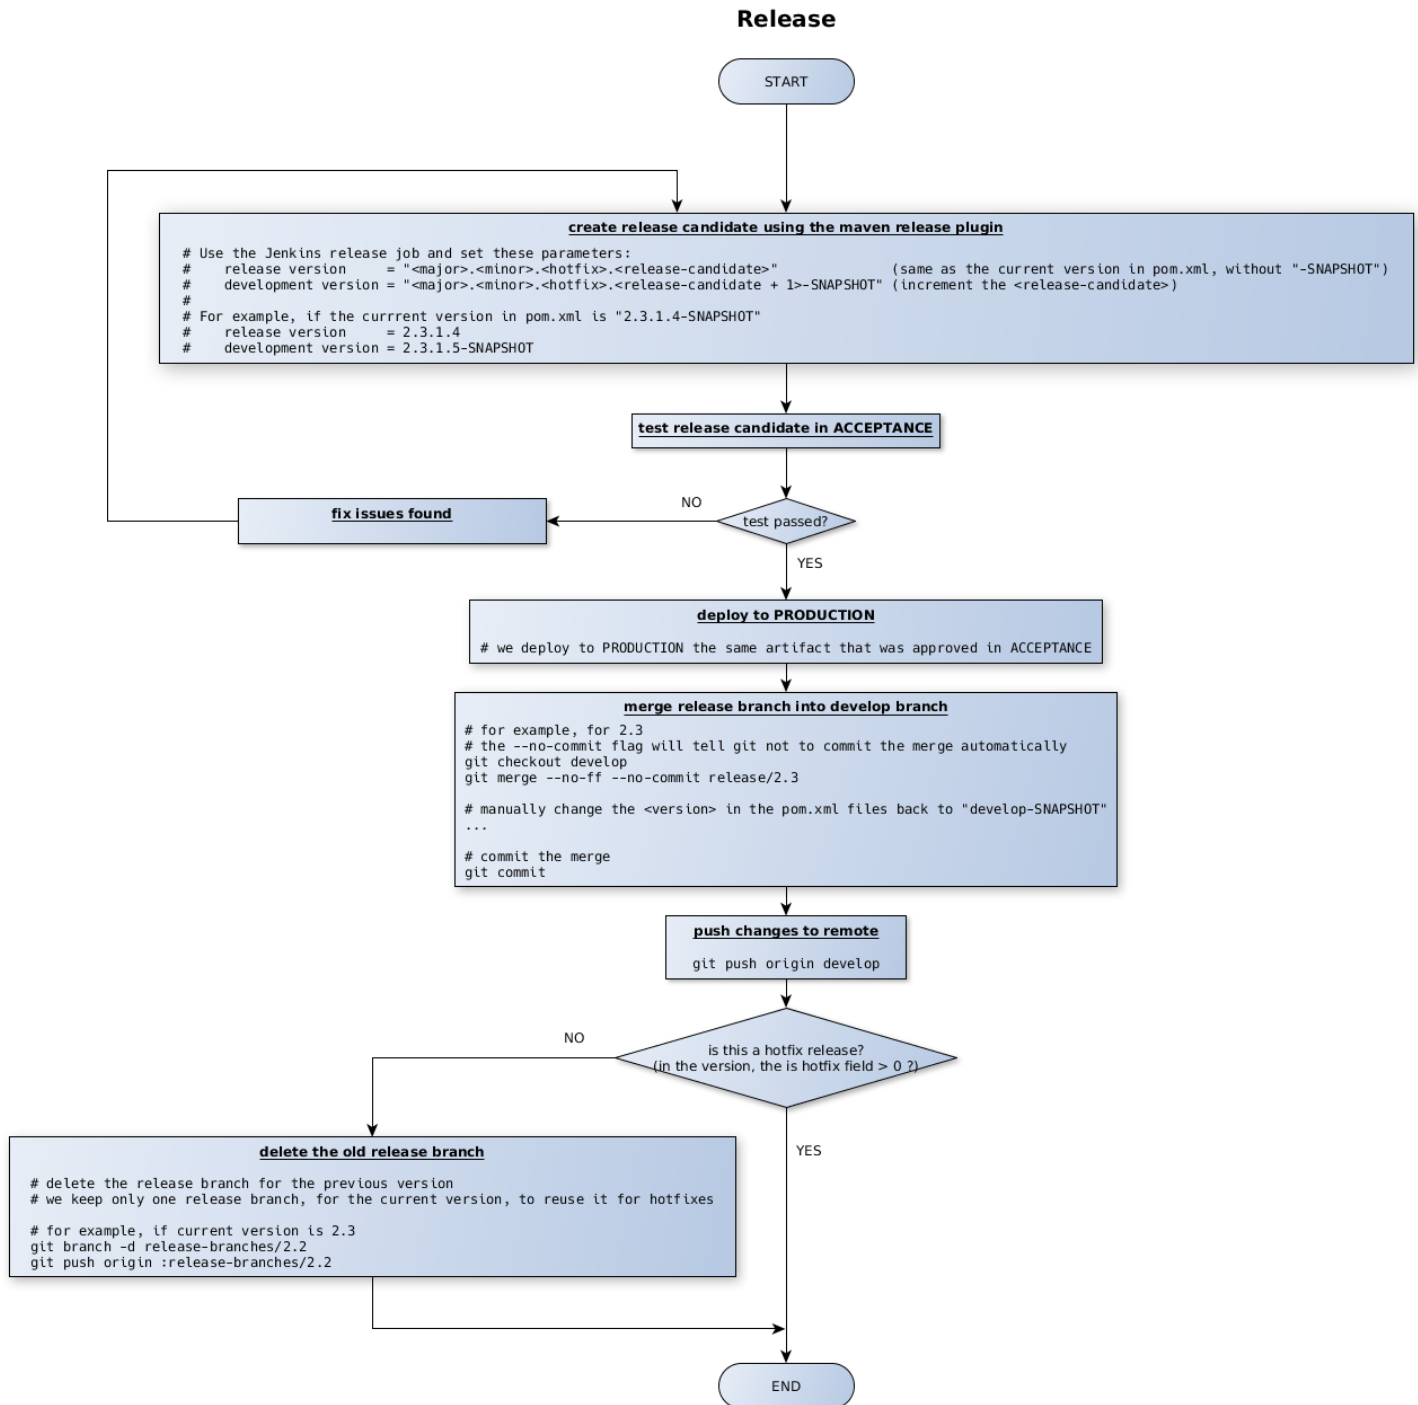 Release
START
create release candidate using the maven release plugin
# Use the Jenkins release job and set these parameters:
#    release version     = "<major>.<minor>.<hotfix>.<release-candidate>"              (same as the current version in pom.xml, without "-SNAPSHOT")
#    development version = "<major>.<minor>.<hotfix>.<release-candidate + 1>-SNAPSHOT" (increment the <release-candidate>)
#
# For example, if the currrent version in pom.xml is "2.3.1.4-SNAPSHOT"
#    release version     = 2.3.1.4
#    development version = 2.3.1.5-SNAPSHOT
test release candidate in ACCEPTANCE
NO
fix issues found
test passed?
YES
deploy to PRODUCTION
# we deploy to PRODUCTION the same artifact that was approved in ACCEPTANCE
merge release branch into develop branch
# for example, for 2.3
# the --no-commit flag will tell git not to commit the merge automatically
git checkout develop
git merge --no-ff --no-commit release/2.3
# manually change the <version> in the pom.xml files back to "develop-SNAPSHOT"
...
# commit the merge
git commit
push changes to remote
git push origin develop
NO
is this a hotfix release?
(in the version, the is hotfix field > 0 ?)
YES
delete the old release branch
# delete the release branch for the previous version
# we keep only one release branch, for the current version, to reuse it for hotfixes
# for example, if current version is 2.3
git branch -d release-branches/2.2
git push origin :release-branches/2.2
END